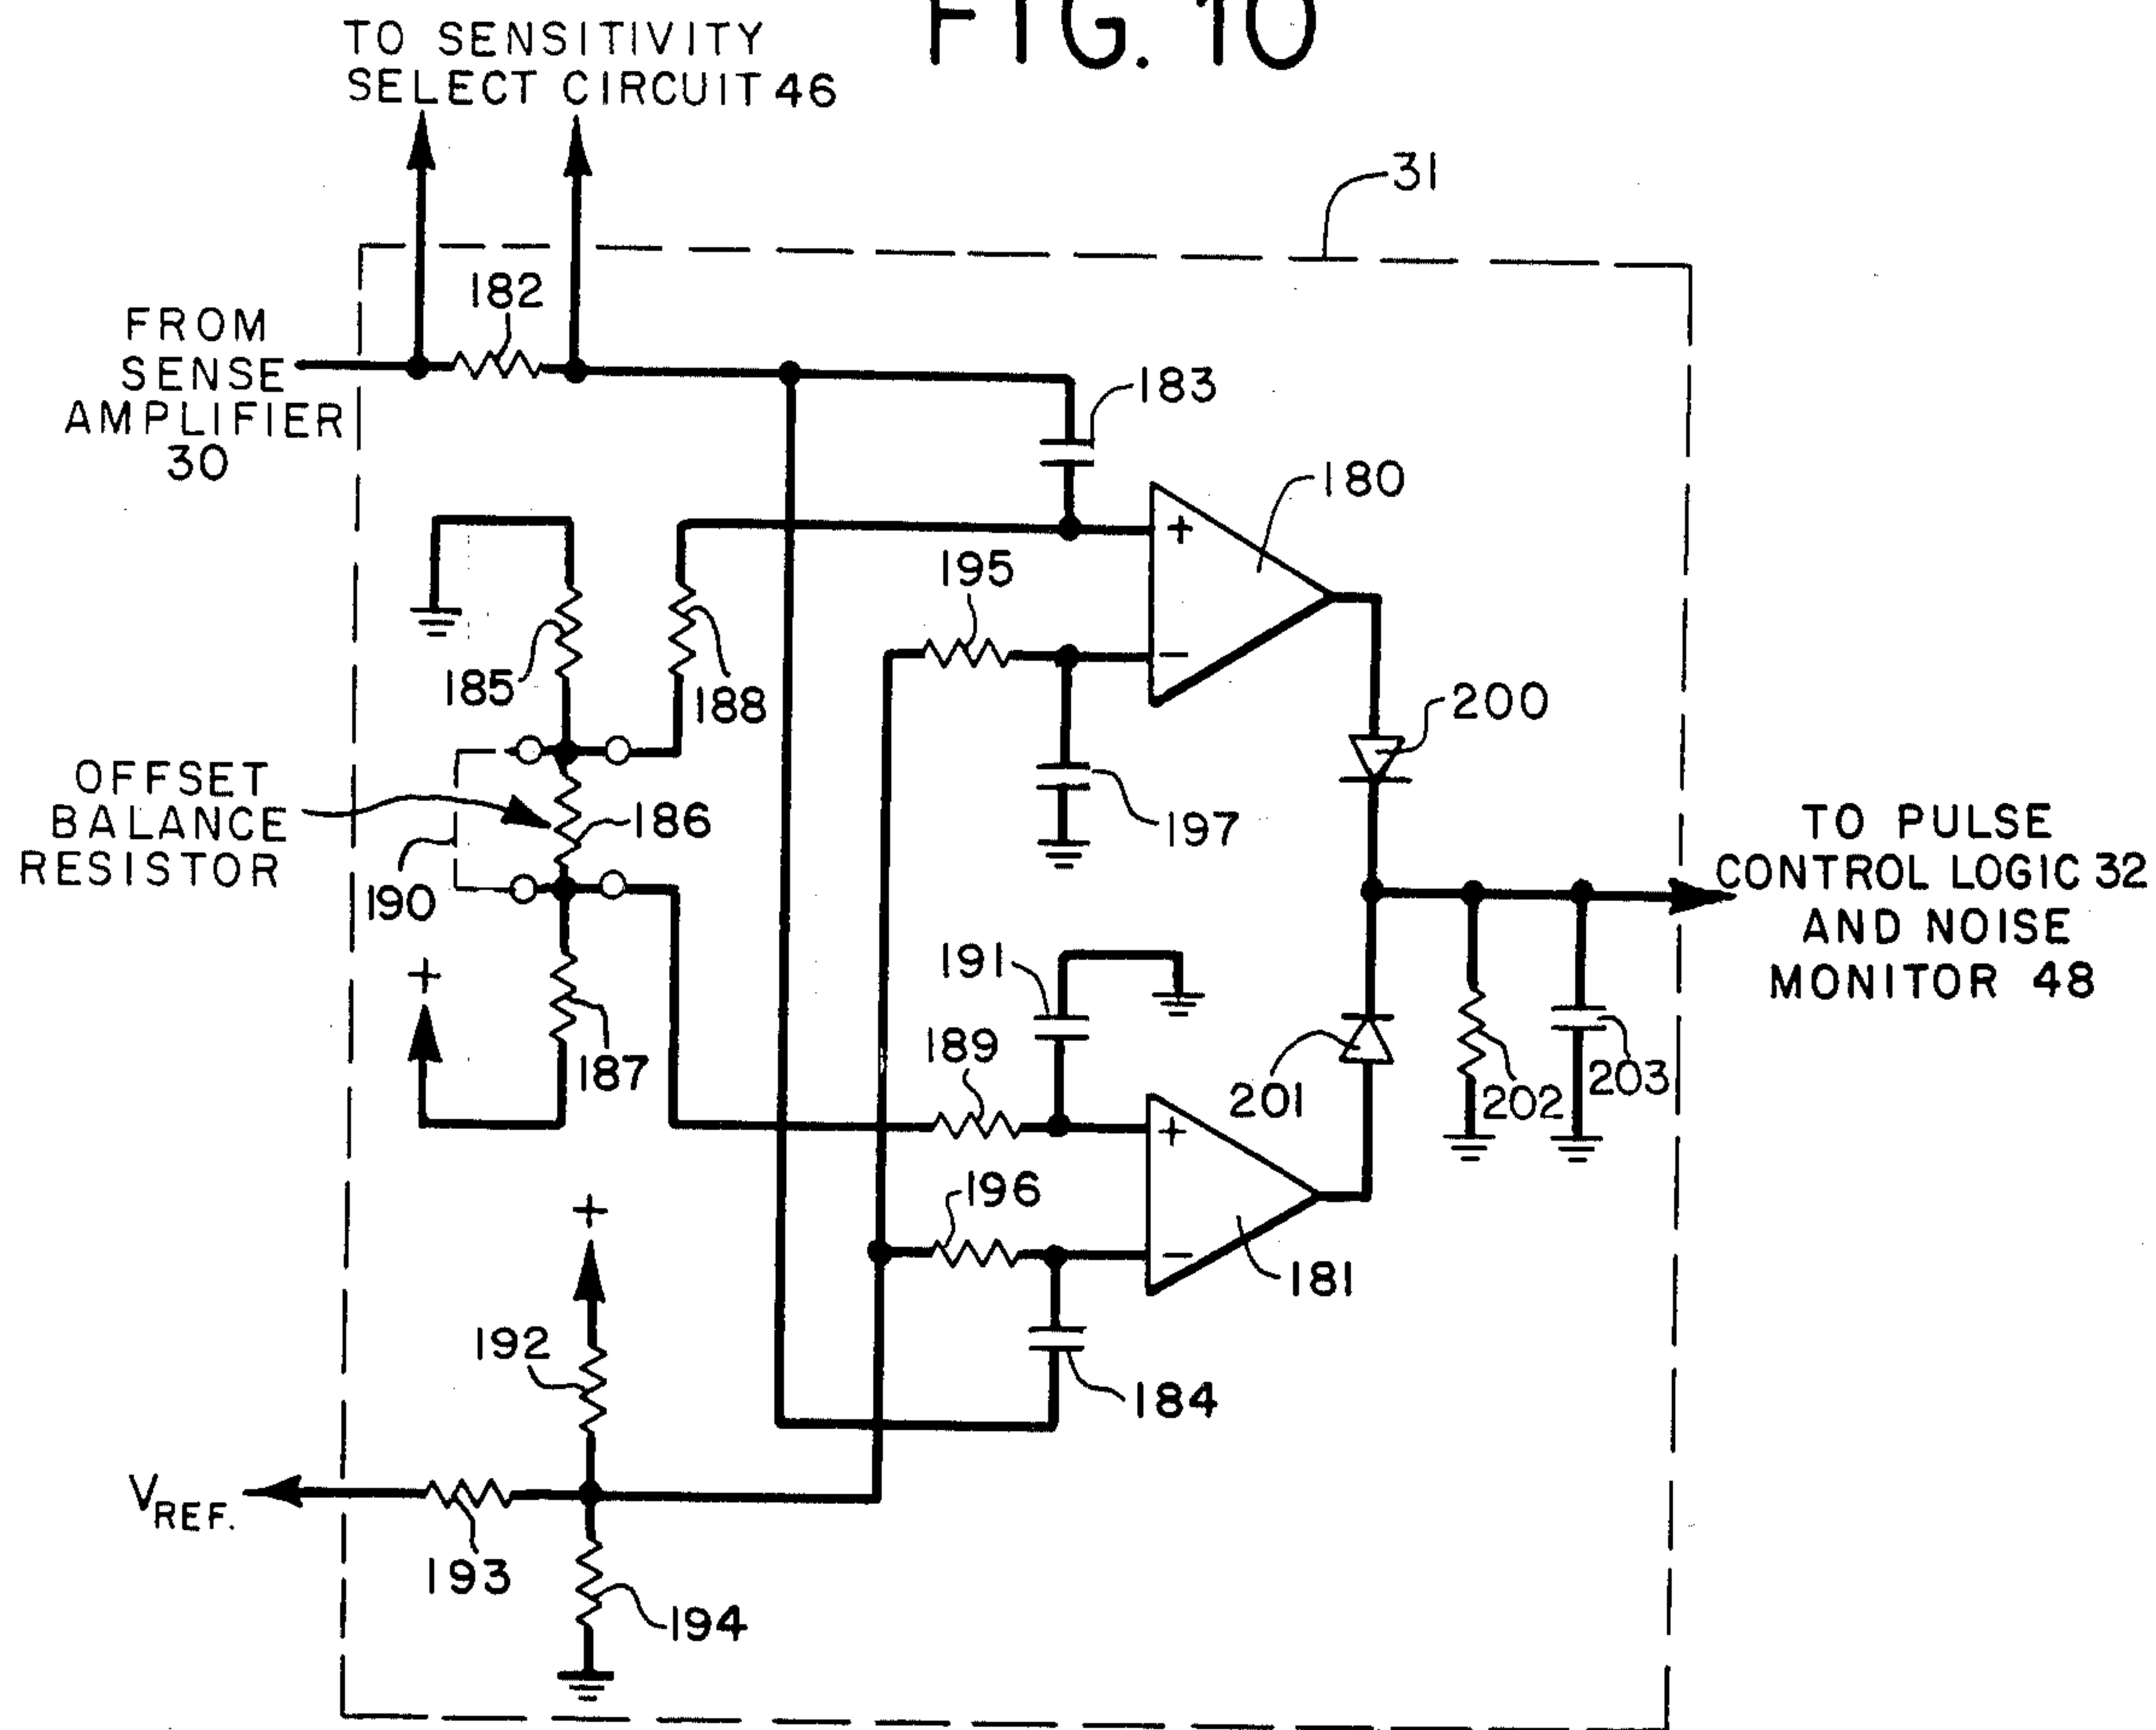 FIG. 10
TO SENSITIVITY
SELECT CIRCUIT 46
31
182
FROM
SENSE
AMPLIFIER
30
183
180
195
185
188
200
OFFSET
BALANCE
RESISTOR
186
197
190
TO PULSE
CONTROL LOGIC 32
AND NOISE
MONITOR 48
191
189
187
201
202
203
196
181
192
184
V REF.
193
194
+
+
+
−
+
−